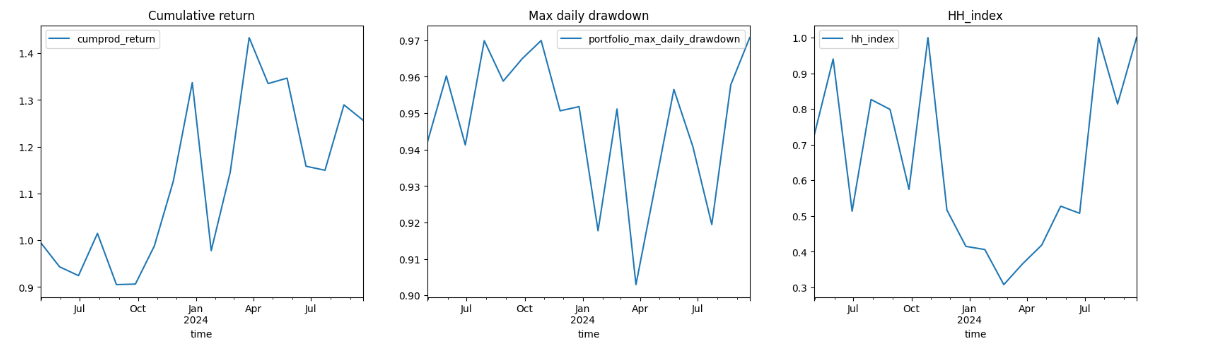 Cumulative return
cumprod_return
1.4
1.3
1.2
1.1
1.0
0.9
Jul
Oct
Jan
2024
Apr
Jul
time
Max daily drawdown
portfolio_max_daily_drawdown
0.97
0.96
0.95
0.94
0.93
0.92
0.91
0.90
Jul
Oct
Jan
2024
Apr
Jul
time
HH_index
hh_index
1.0
0.9
0.8
0.7
0.6
0.5
0.4
0.3
Jul
Oct
Jan
2024
Apr
Jul
time